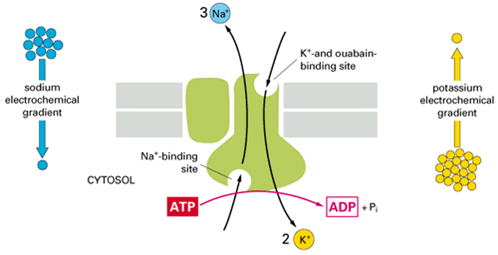 3 Na⁺
K⁺-and ouabain-
binding site
sodium
electrochemical
gradient
potassium
electrochemical
gradient
Na⁺-binding
site
CYTOSOL
ATP
ADP + Pᵢ
2 K⁺